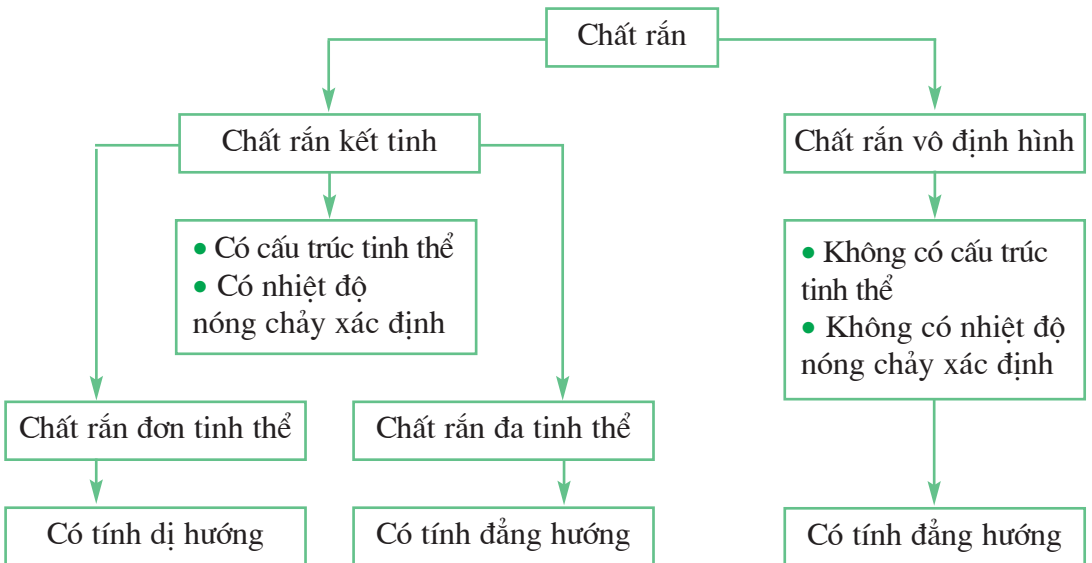 Chất rắn
Chất rắn kết tinh
Chất rắn vô định hình
• Có cấu trúc tinh thể
• Có nhiệt độ
nóng chảy xác định
• Không có cấu trúc
tinh thể
• Không có nhiệt độ
nóng chảy xác định
Chất rắn đơn tinh thể
Chất rắn đa tinh thể
Có tính dị hướng
Có tính đẳng hướng
Có tính đẳng hướng